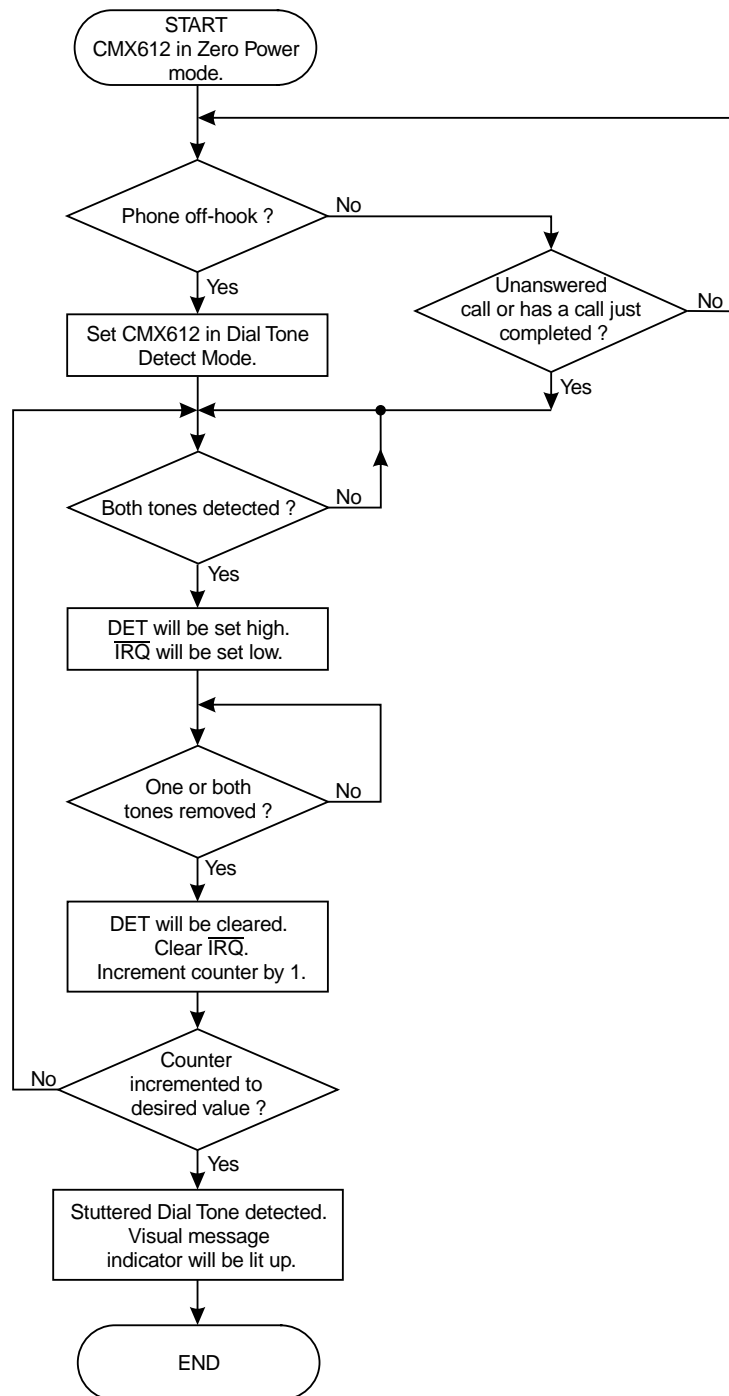 START
CMX612 in Zero Power
mode.
Phone off-hook ?
No
Yes
Unanswered
call or has a call just
completed ?
No
Yes
Set CMX612 in Dial Tone
Detect Mode.
Both tones detected ?
No
Yes
DET will be set high.
IRQ will be set low.
One or both
tones removed ?
No
Yes
DET will be cleared.
Clear IRQ.
Increment counter by 1.
Counter
incremented to
desired value ?
No
Yes
Stuttered Dial Tone detected.
Visual message
indicator will be lit up.
END